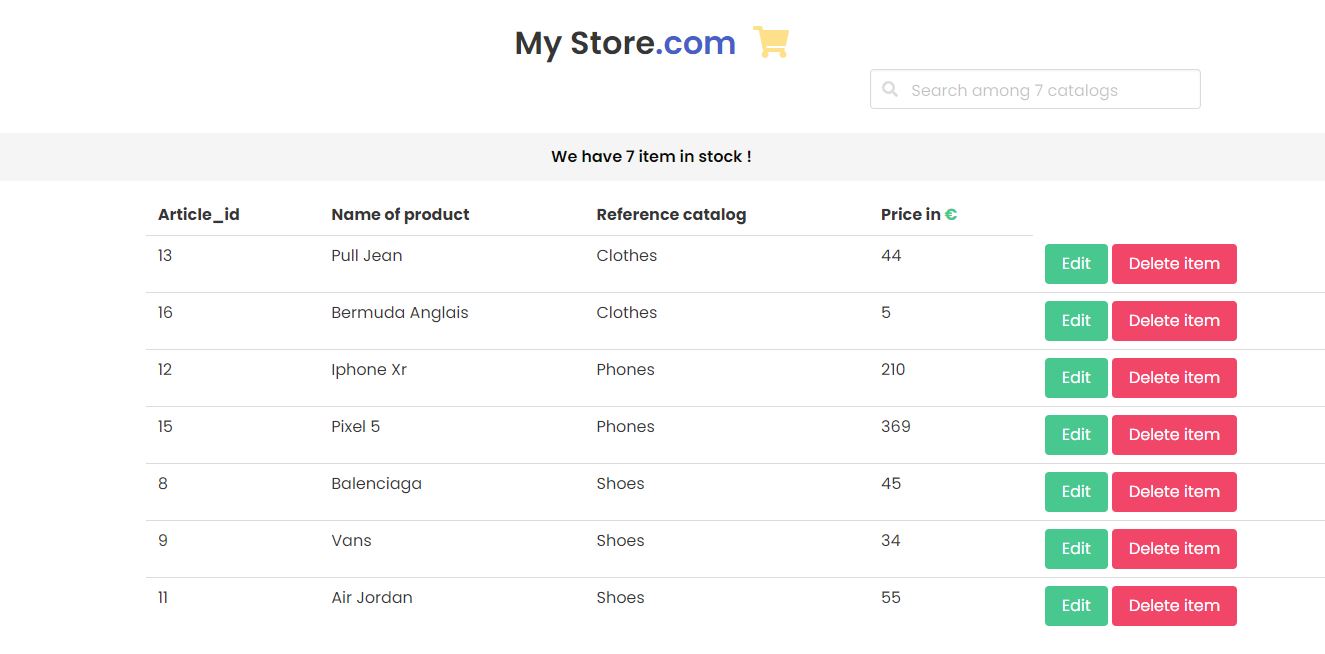 My Store.com
Search among 7 catalogs
We have 7 item in stock !
Article_id Name of product Reference catalog Price in €
13 Pull Jean Clothes 44 Edit Delete item
16 Bermuda Anglais Clothes 5 Edit Delete item
12 Iphone Xr Phones 210 Edit Delete item
15 Pixel 5 Phones 369 Edit Delete item
8 Balenciaga Shoes 45 Edit Delete item
9 Vans Shoes 34 Edit Delete item
11 Air Jordan Shoes 55 Edit Delete item